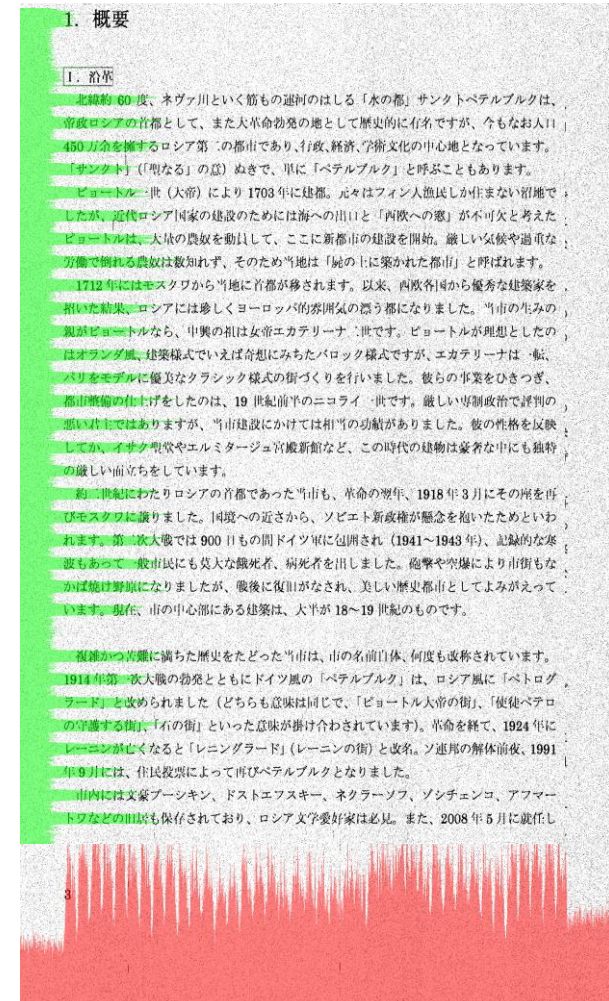 1. 概要
1. 沿革
北緯約 60 度、ネヴァ川といく筋もの運河のはしる「水の都」サンクトペテルブルクは、
帝政ロシアの首都として、また大革命勃発の地として歴史的に有名ですが、今もなお人口
450 万余を擁するロシア第二の都市であり、行政、経済、学術文化の中心地となっています。
「サンクト」(「聖なる」の意) ぬきで、単に「ペテルブルク」と呼ぶこともあります。
ピョートル一世 (大帝) により 1703 年に建都。元々はフィン人漁民しか住まない沼地で
したが、近代ロシア国家の建設のためには海への出口と「西欧への窓」が不可欠と考えた
ピョートルは、大量の農奴を動員して、ここに新都市の建設を開始。厳しい気候や過重な
労働で倒れる農奴は数知れず、そのため当地は「屍の上に築かれた都市」と呼ばれます。
1712 年にはモスクワから当地に首都が移されます。以来、西欧各国から優秀な建築家を
招いた結果、ロシアには珍しくヨーロッパ的雰囲気の漂う都になりました。当市の生みの
親がピョートルなら、中興の祖は女帝エカテリーナ二世です。ピョートルが理想としたの
はオランダ風、建築様式でいえば奇想にみちたバロック様式ですが、エカテリーナは一転、
パリをモデルに優美なクラシック様式の街づくりを行いました。彼らの事業をひきつぎ、
都市整備の仕上げをしたのは、19 世紀前半のニコライ一世です。厳しい専制政治で評判の
悪い君主ではありますが、当市建設にかけては相当の功績がありました。彼の性格を反映
してか、イサク聖堂やエルミタージュ宮殿新館など、この時代の建物は豪奢な中にも独特
の厳しい面立ちをしています。
約二世紀にわたりロシアの首都であった当市も、革命の翌年、1918 年 3 月にその座を再
びモスクワに譲りました。国境への近さから、ソビエト新政権が懸念を抱いたためといわ
れます。第二次大戦では 900 日もの間ドイツ軍に包囲され (1941〜1943 年)、記録的な寒
波もあって一般市民にも莫大な餓死者、病死者を出しました。砲撃や空爆により市街もな
かば焼け野原になりましたが、戦後に復旧がなされ、美しい歴史都市としてよみがえって
います。現在、市の中心部にある建築は、大半が 18〜19 世紀のものです。
複雑かつ苦難に満ちた歴史をたどった当市は、市の名前自体、何度も改称されています。
1914 年第一次大戦の勃発とともにドイツ風の「ペテルブルク」は、ロシア風に「ペトログ
ラード」と改められました (どちらも意味は同じで、「ピョートル大帝の街」、「使徒ペテロ
の守護する街」、「石の街」といった意味が掛け合わされています)。革命を経て、1924 年に
レーニンが亡くなると「レニングラード」(レーニンの街) と改名。ソ連邦の解体前夜、1991
年 9 月には、住民投票によって再びペテルブルクとなりました。
市内には文豪プーシキン、ドストエフスキー、ネクラーソフ、ゾシチェンコ、アフマー
トワなどの旧居も保存されており、ロシア文学愛好家は必見。また、2008 年 5 月に就任し
3